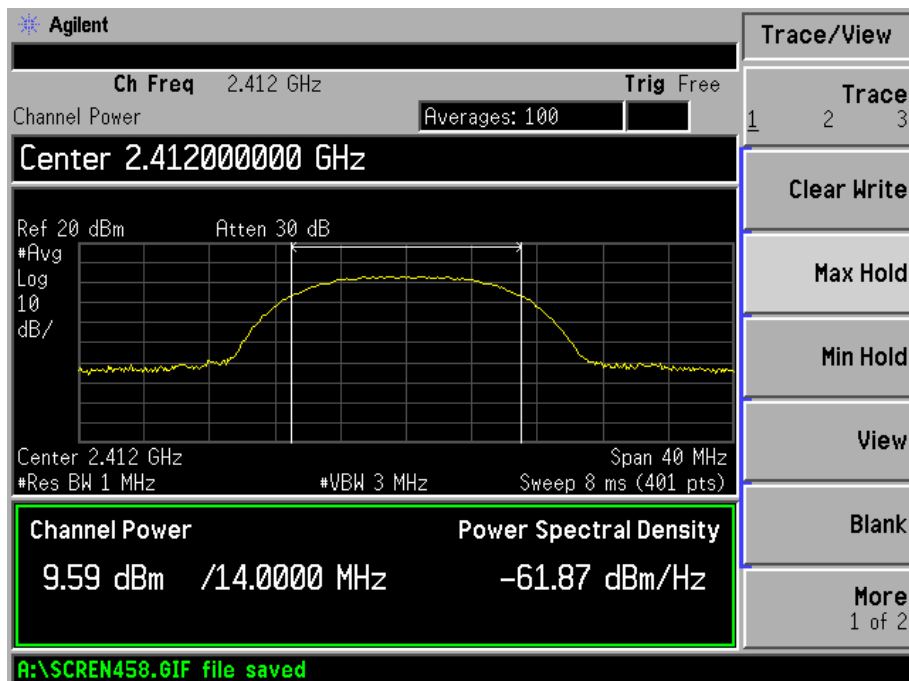 Agilent
Ch Freq 2.412 GHz Trig Free
Channel Power Averages: 100
Center 2.412000000 GHz
Ref 20 dBm Atten 30 dB
#Avg
Log
10
dB/
Center 2.412 GHz Span 40 MHz
#Res BW 1 MHz #VBW 3 MHz Sweep 8 ms (401 pts)
Channel Power Power Spectral Density
9.59 dBm /14.0000 MHz -61.87 dBm/Hz
A:\SCREN458.GIF file saved
Trace/View
Trace
1 2 3
Clear Write
Max Hold
Min Hold
View
Blank
More
1 of 2